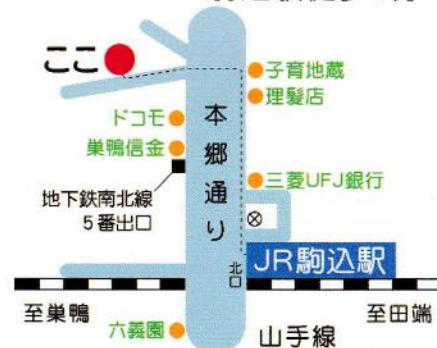 ここ
子育地蔵
理髪店
ドコモ
巣鴨信金
本郷通り
地下鉄南北線
5番出口
三菱UFJ銀行
北口
JR駒込駅
至巣鴨
至田端
六義園
山手線